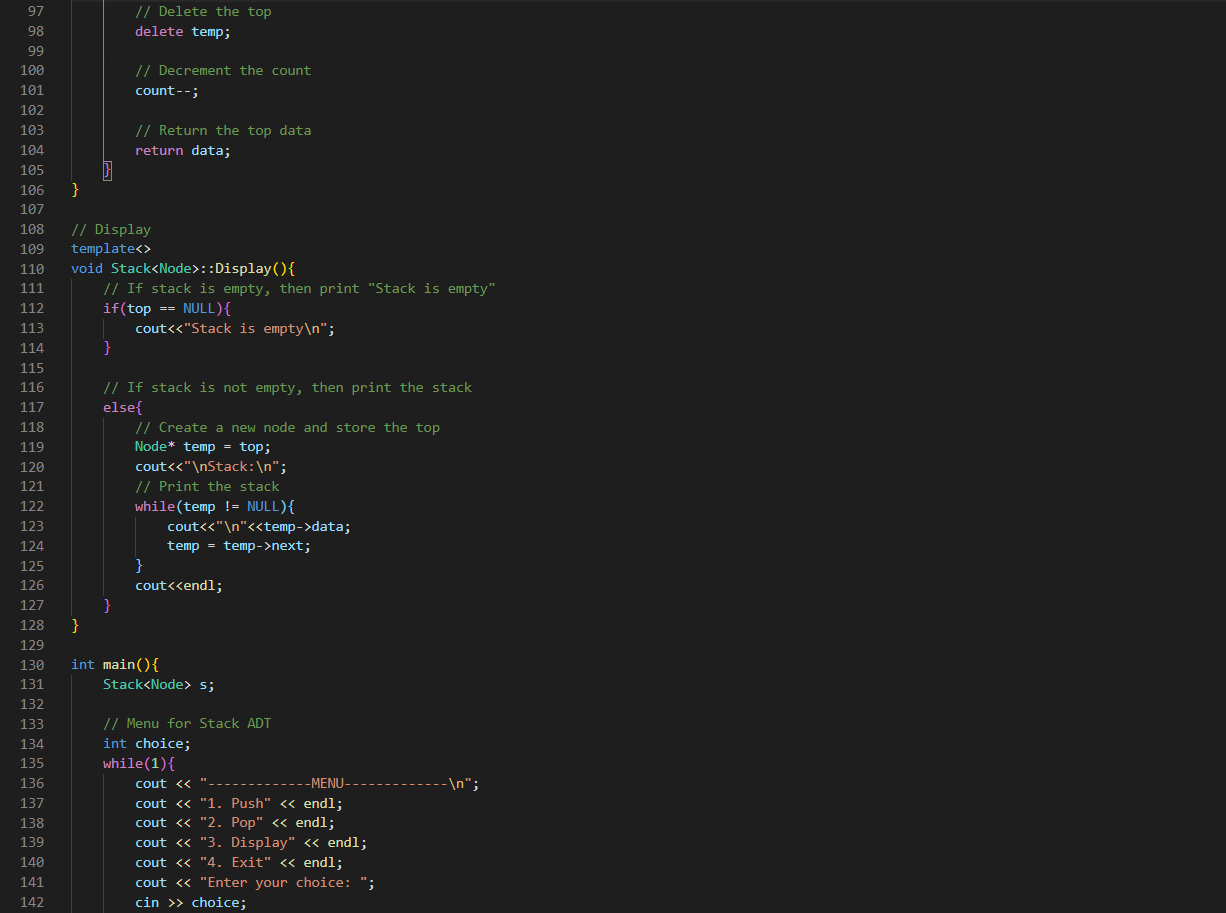 97 // Delete the top
98 delete temp;
99
100 // Decrement the count
101 count--;
102
103 // Return the top data
104 return data;
105 }
106 }
107
108 // Display
109 template<>
110 void Stack<Node>::Display(){
111 // If stack is empty, then print "Stack is empty"
112 if(top == NULL){
113 cout<<"Stack is empty\n";
114 }
115
116 // If stack is not empty, then print the stack
117 else{
118 // Create a new node and store the top
119 Node* temp = top;
120 cout<<"\nStack:\n";
121 // Print the stack
122 while(temp != NULL){
123 cout<<"\n"<<temp->data;
124 temp = temp->next;
125 }
126 cout<<endl;
127 }
128 }
129
130 int main(){
131 Stack<Node> s;
132
133 // Menu for Stack ADT
134 int choice;
135 while(1){
136 cout << "-------------MENU-------------\n";
137 cout << "1. Push" << endl;
138 cout << "2. Pop" << endl;
139 cout << "3. Display" << endl;
140 cout << "4. Exit" << endl;
141 cout << "Enter your choice: ";
142 cin >> choice;